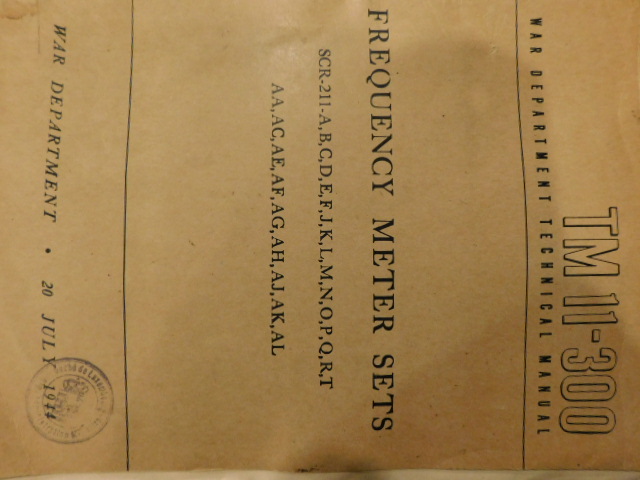 TM 11-300
WAR DEPARTMENT TECHNICAL MANUAL
FREQUENCY METER SETS
SCR-211-A,B,C,D,E,F,J,K,L,M,N,O,P,Q,R,T
AA,AC,AE,AF,AG,AH,AJ,AK,AL
WAR DEPARTMENT • 20 JULY 1944